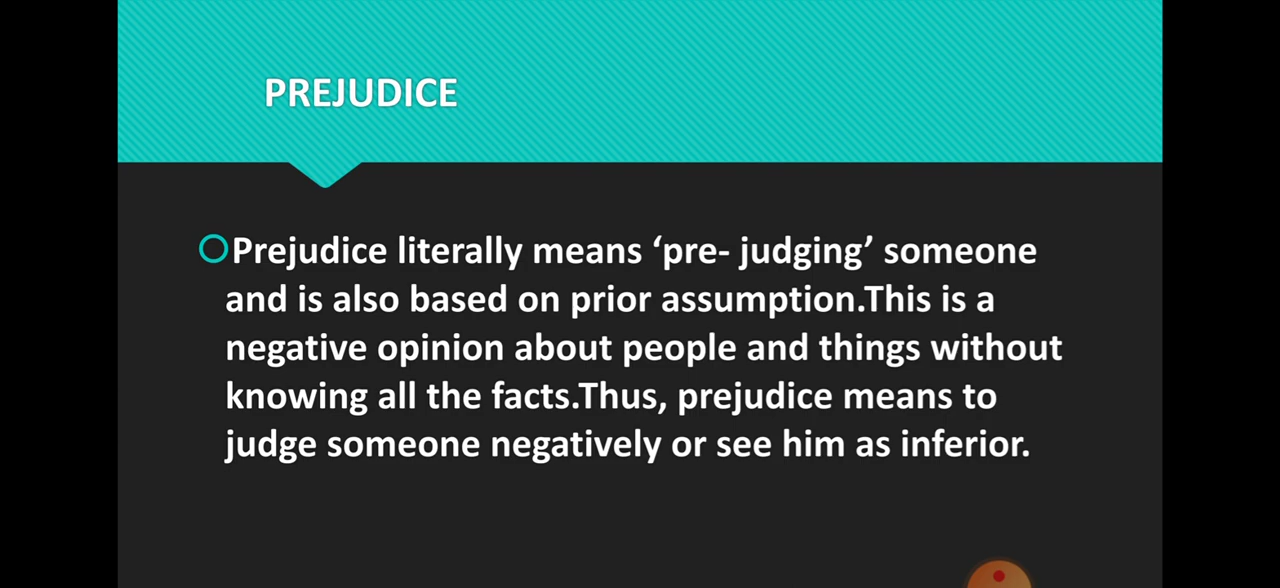 PREJUDICE
Prejudice literally means ‘pre- judging’ someone
and is also based on prior assumption.This is a
negative opinion about people and things without
knowing all the facts.Thus, prejudice means to
judge someone negatively or see him as inferior.